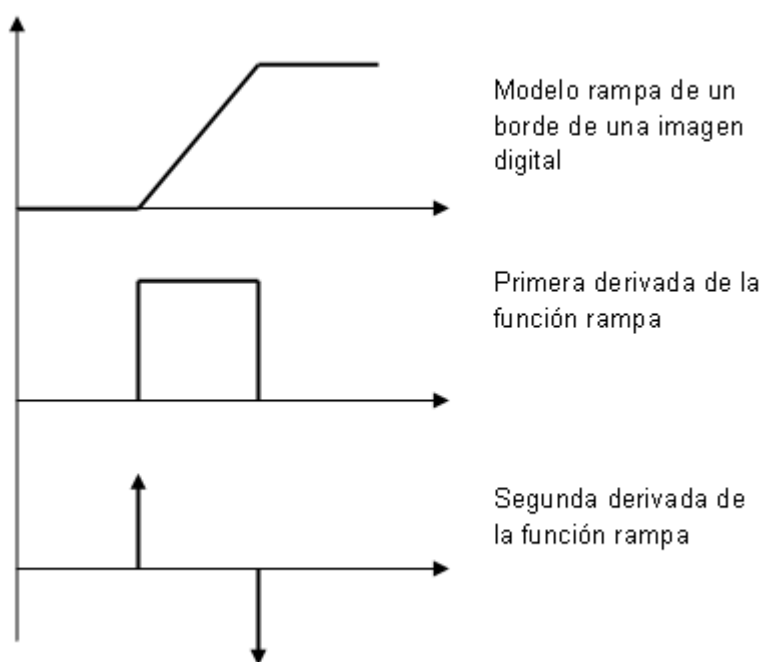 Modelo rampa de un
borde de una imagen
digital
Primera derivada de la
función rampa
Segunda derivada de
la función rampa